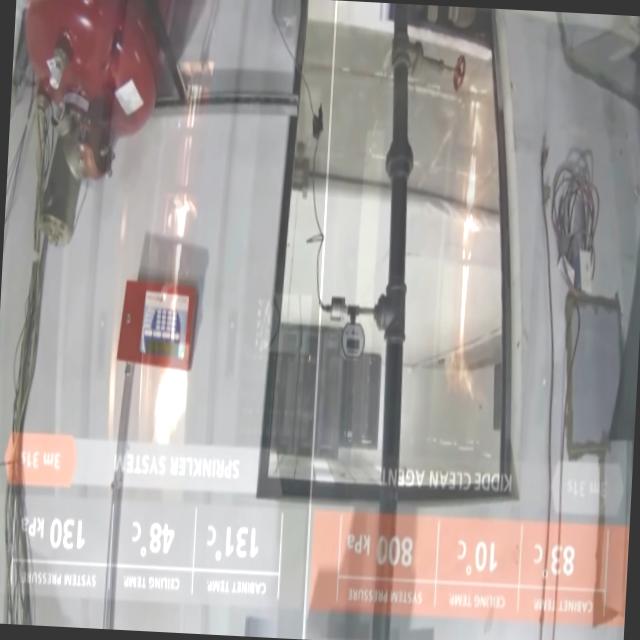 KIDDE CLEAN AGENT
SPRINKLER SYSTEM
3m 31s
3m 31s
83°C
10°C
800 kPa
CABINET TEMP.
CEILING TEMP.
SYSTEM PRESSURE
131°C
48°C
130 kPa
CABINET TEMP.
CEILING TEMP.
SYSTEM PRESSURE